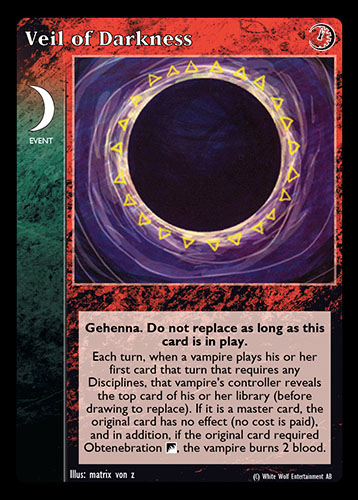 Veil of Darkness
EVENT
Gehenna. Do not replace as long as this
card is in play.
Each turn, when a vampire plays his or her
first card that turn that requires any
Disciplines, that vampire's controller reveals
the top card of his or her library (before
drawing to replace). If it is a master card, the
original card has no effect (no cost is paid),
and in addition, if the original card required
Obtenebration , the vampire burns 2 blood.
Illus: matrix von z
(C) White Wolf Entertainment AB